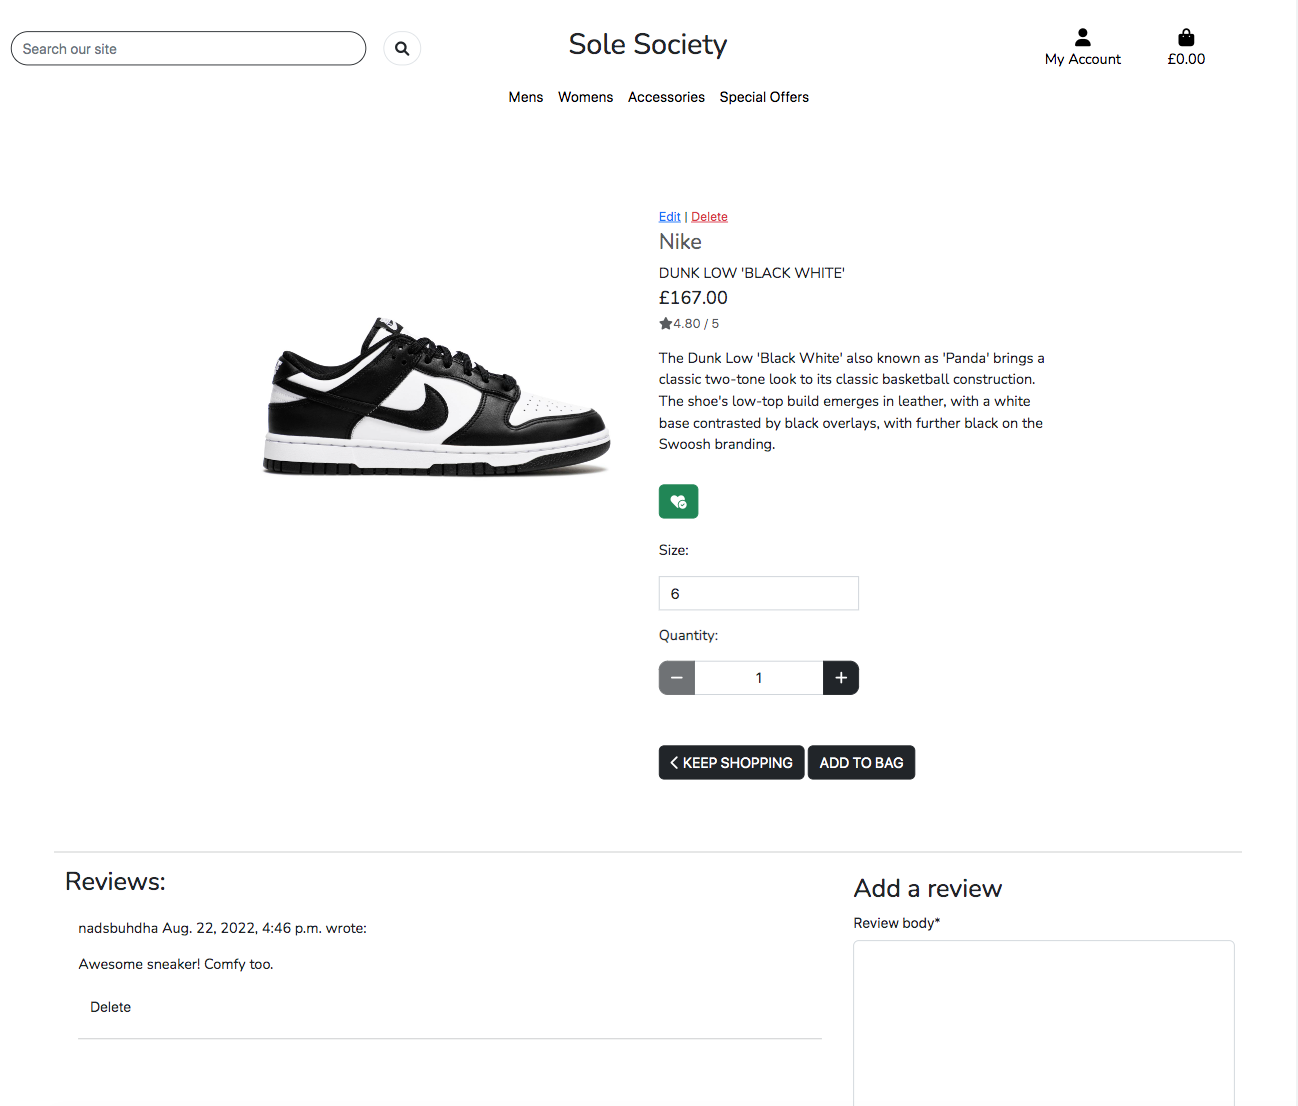 Search our site
Sole Society
My Account
£0.00
Mens Womens Accessories Special Offers
Edit | Delete
Nike
DUNK LOW 'BLACK WHITE'
£167.00
4.80 / 5
The Dunk Low 'Black White' also known as 'Panda' brings a
classic two-tone look to its classic basketball construction.
The shoe's low-top build emerges in leather, with a white
base contrasted by black overlays, with further black on the
Swoosh branding.
Size:
6
Quantity:
1
KEEP SHOPPING ADD TO BAG
Reviews:
nadsbuhdha Aug. 22, 2022, 4:46 p.m. wrote:
Awesome sneaker! Comfy too.
Delete
Add a review
Review body*